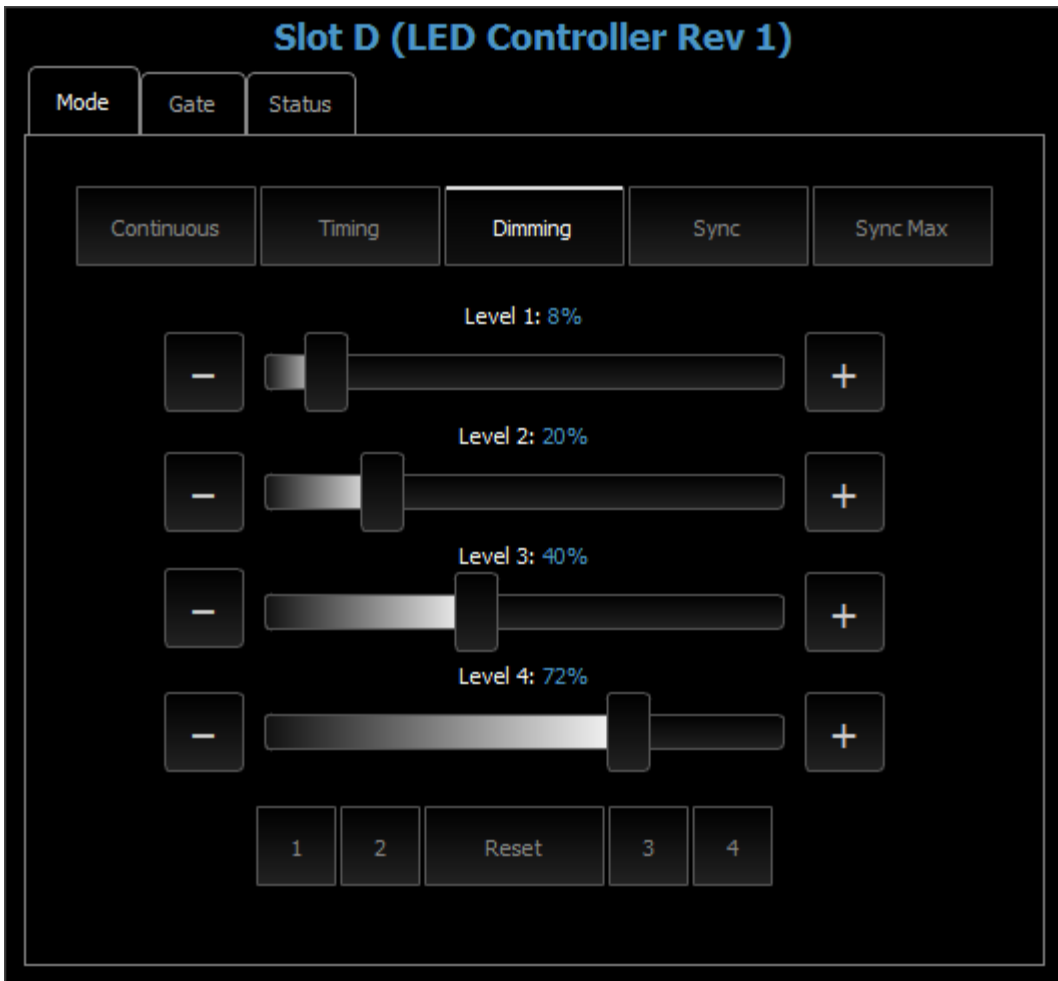 Slot D (LED Controller Rev 1)
Mode Gate Status
Continuous Timing Dimming Sync Sync Max
Level 1: 8%
− +
Level 2: 20%
− +
Level 3: 40%
− +
Level 4: 72%
− +
1 2 Reset 3 4